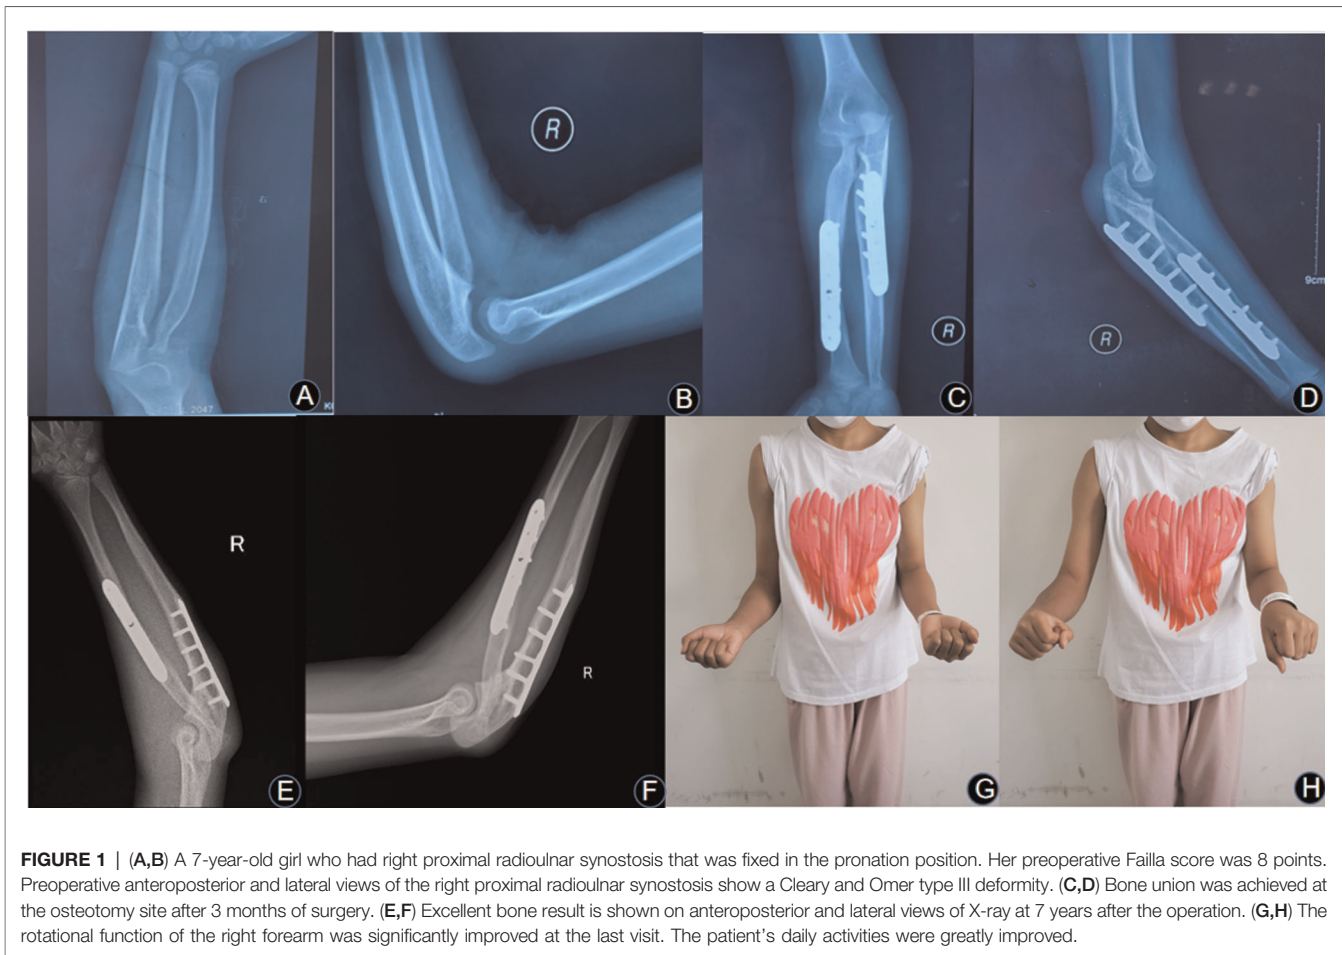 R
R
R
9cm
R
2047
A
B
C
D
R
R
E
F
G
H
FIGURE 1 | (A,B) A 7-year-old girl who had right proximal radioulnar synostosis that was fixed in the pronation position. Her preoperative Failla score was 8 points.
Preoperative anteroposterior and lateral views of the right proximal radioulnar synostosis show a Cleary and Omer type III deformity. (C,D) Bone union was achieved at
the osteotomy site after 3 months of surgery. (E,F) Excellent bone result is shown on anteroposterior and lateral views of X-ray at 7 years after the operation. (G,H) The
rotational function of the right forearm was significantly improved at the last visit. The patient's daily activities were greatly improved.